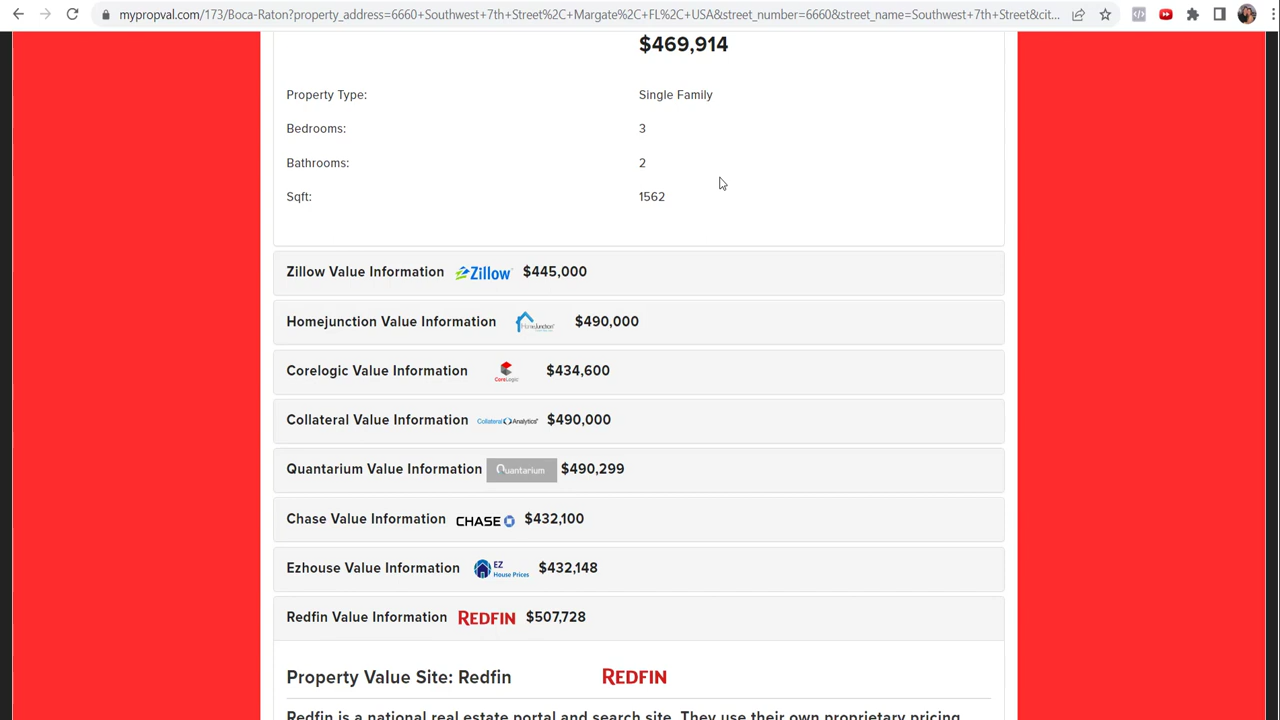 mypropval.com/173/Boca-Raton?property_address=6660+Southwest+7th+Street%2C+Margate%2C+FL%2C+USA&street_number=6660&street_name=Southwest+7th+Street&cit...
$469,914
Property Type: Single Family
Bedrooms: 3
Bathrooms: 2
Sqft: 1562
Zillow Value Information Zillow $445,000
Homejunction Value Information HomeJunction $490,000
Corelogic Value Information CoreLogic $434,600
Collateral Value Information Collateral Analytics $490,000
Quantarium Value Information Quantarium $490,299
Chase Value Information CHASE $432,100
Ezhouse Value Information EZ House Prices $432,148
Redfin Value Information REDFIN $507,728
Property Value Site: Redfin REDFIN
Redfin is a national real estate portal and search site. They use their own proprietary pricing